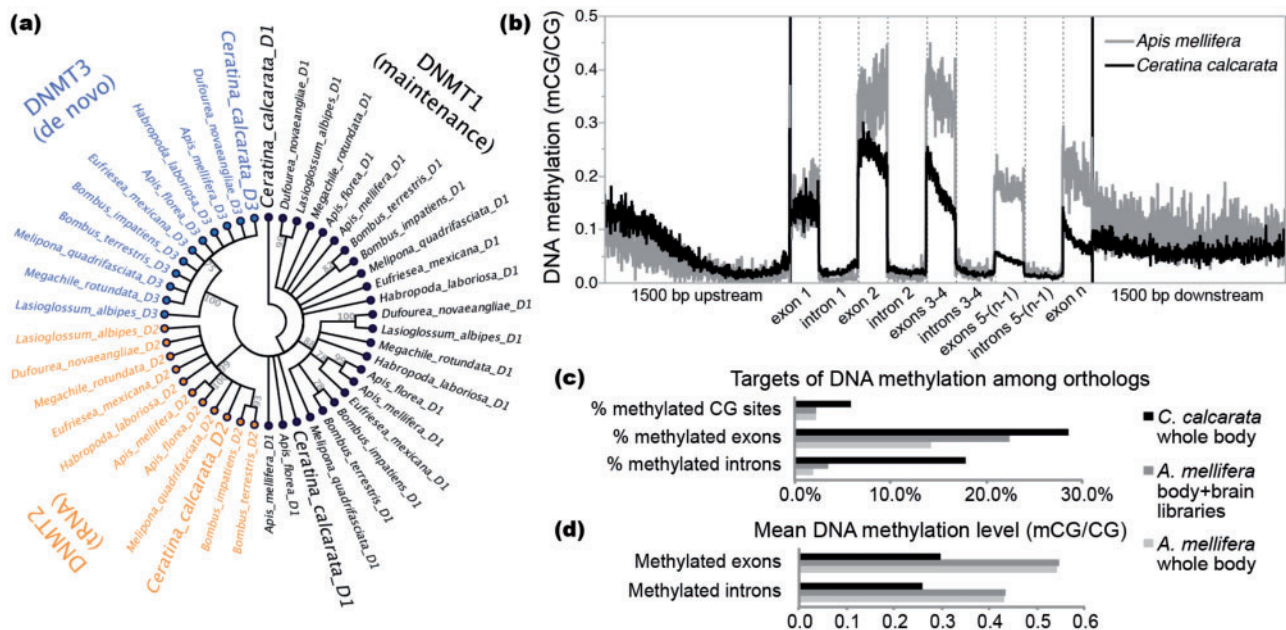 (a)
DNMT3
(de novo)
DNMT1
(maintenance)
DNMT2
(tRNA)
Ceratina_calcarata_D1
Dufourea_novaeangliae_D1
Lasioglossum_albipes_D1
Megachile_rotundata_D1
Apis_florea_D1
Apis_mellifera_D1
Bombus_terrestris_D1
Bombus_impatiens_D1
Melipona_quadrifasciata_D1
Eufriesea_mexicana_D1
Habropoda_laboriosa_D1
Dufourea_novaeangliae_D1
Lasioglossum_albipes_D1
Megachile_rotundata_D1
Habropoda_laboriosa_D1
Apis_florea_D1
Apis_mellifera_D1
Eufriesea_mexicana_D1
Bombus_impatiens_D1
Bombus_terrestris_D1
Melipona_quadrifasciata_D1
Ceratina_calcarata_D1
Apis_florea_D1
Apis_mellifera_D1
Bombus_terrestris_D2
Bombus_impatiens_D2
Ceratina_calcarata_D2
Melipona_quadrifasciata_D2
Apis_florea_D2
Apis_mellifera_D2
Habropoda_laboriosa_D2
Eufriesea_mexicana_D2
Megachile_rotundata_D2
Dufourea_novaeangliae_D2
Lasioglossum_albipes_D2
Lasioglossum_albipes_D3
Megachile_rotundata_D3
Melipona_quadrifasciata_D3
Bombus_terrestris_D3
Bombus_impatiens_D3
Eufriesea_mexicana_D3
Apis_florea_D3
Habropoda_laboriosa_D3
Apis_mellifera_D3
Dufourea_novaeangliae_D3
Ceratina_calcarata_D3
100
100
(b)
DNA methylation (mCG/CG)
0.5
0.4
0.3
0.2
0.1
0.0
Apis mellifera
Ceratina calcarata
1500 bp upstream
exon 1
intron 1
exon 2
intron 2
exons 3-4
introns 3-4
exons 5-(n-1)
introns 5-(n-1)
exon n
1500 bp downstream
(c)
Targets of DNA methylation among orthologs
% methylated CG sites
% methylated exons
% methylated introns
0.0% 10.0% 20.0% 30.0%
C. calcarata
whole body
A. mellifera
body+brain
libraries
A. mellifera
whole body
(d)
Mean DNA methylation level (mCG/CG)
Methylated exons
Methylated introns
0.0 0.1 0.2 0.3 0.4 0.5 0.6